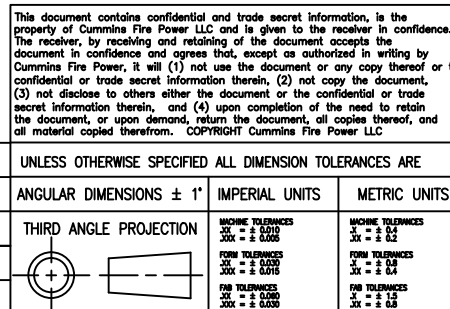 This document contains confidential and trade secret information, is the
property of Cummins Fire Power LLC and is given to the receiver in confidence.
The receiver, by receiving and retaining of the document accepts the
document in confidence and agrees that, except as authorized in writing by
Cummins Fire Power, it will (1) not use the document or any copy thereof or
confidential or trade secret information therein, (2) not copy the document,
(3) not disclose to others either the document or the confidential or trade
secret information therein, and (4) upon completion of the need to retain
the document, or upon demand, return the document, all copies thereof, and
all material copied therefrom. COPYRIGHT Cummins Fire Power LLC
UNLESS OTHERWISE SPECIFIED ALL DIMENSION TOLERANCES ARE
ANGULAR DIMENSIONS ± 1° IMPERIAL UNITS METRIC UNITS
THIRD ANGLE PROJECTION
MACHINE TOLERANCES
.XX = ± 0.010
.XXX = ± 0.005
FORM TOLERANCES
.XX = ± 0.030
.XXX = ± 0.015
FAB TOLERANCES
.XX = ± 0.060
.XXX = ± 0.030
MACHINE TOLERANCES
.X = ± 0.4
.XX = ± 0.2
FORM TOLERANCES
.X = ± 0.8
.XX = ± 0.4
FAB TOLERANCES
.X = ± 1.5
.XX = ± 0.8